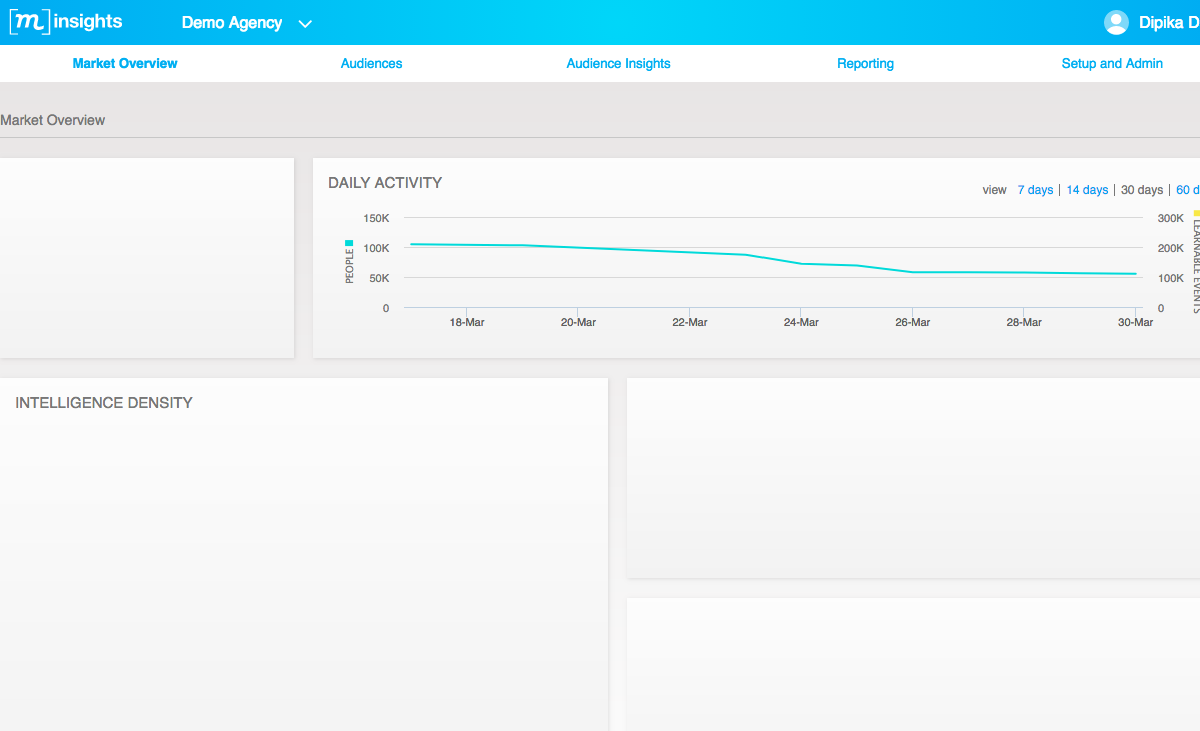 [m] insights
Demo Agency
Dipika D
Market Overview
Audiences
Audience Insights
Reporting
Setup and Admin
Market Overview
DAILY ACTIVITY
view 7 days | 14 days | 30 days | 60 d
150K
100K
50K
0
PEOPLE
300K
200K
100K
0
LEARNABLE EVENTS
18-Mar
20-Mar
22-Mar
24-Mar
26-Mar
28-Mar
30-Mar
INTELLIGENCE DENSITY